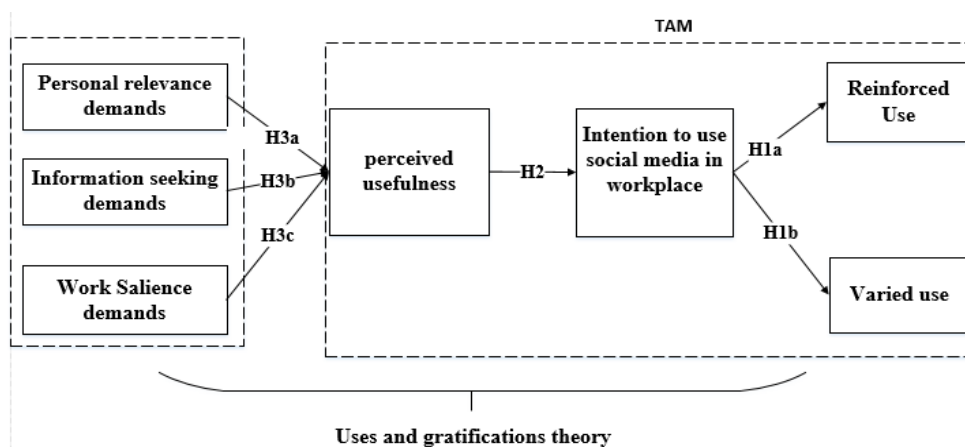 TAM
Personal relevance
demands
H3a
Information seeking
demands
H3b
H3c
Work Salience
demands
perceived
usefulness
H2
Intention to use
social media in
workplace
H1a
H1b
Reinforced
Use
Varied use
Uses and gratifications theory